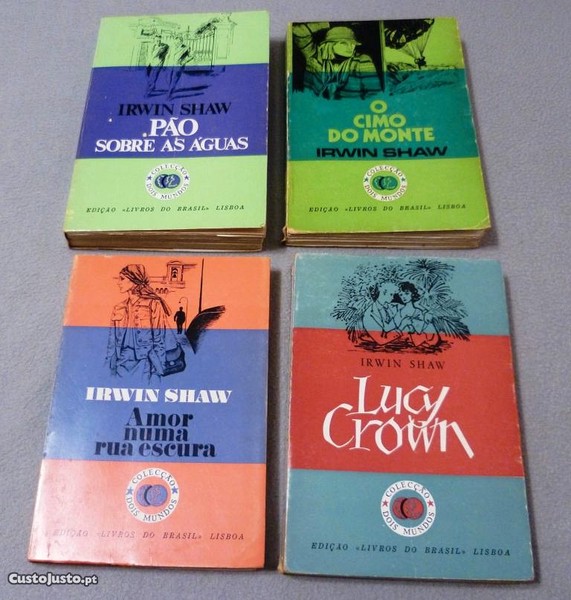 IRWIN SHAW
PÃO
SOBRE AS ÁGUAS
COLECÇÃO
DOIS MUNDOS
EDIÇÃO «LIVROS DO BRASIL» LISBOA
O
CIMO
DO MONTE
IRWIN SHAW
COLECÇÃO
DOIS MUNDOS
EDIÇÃO «LIVROS DO BRASIL» LISBOA
IRWIN SHAW
Amor
numa
rua escura
COLECÇÃO
DOIS MUNDOS
EDIÇÃO «LIVROS DO BRASIL» LISBOA
IRWIN SHAW
Lucy
Crown
COLECÇÃO
DOIS MUNDOS
EDIÇÃO «LIVROS DO BRASIL» LISBOA
CustoJusto.pt